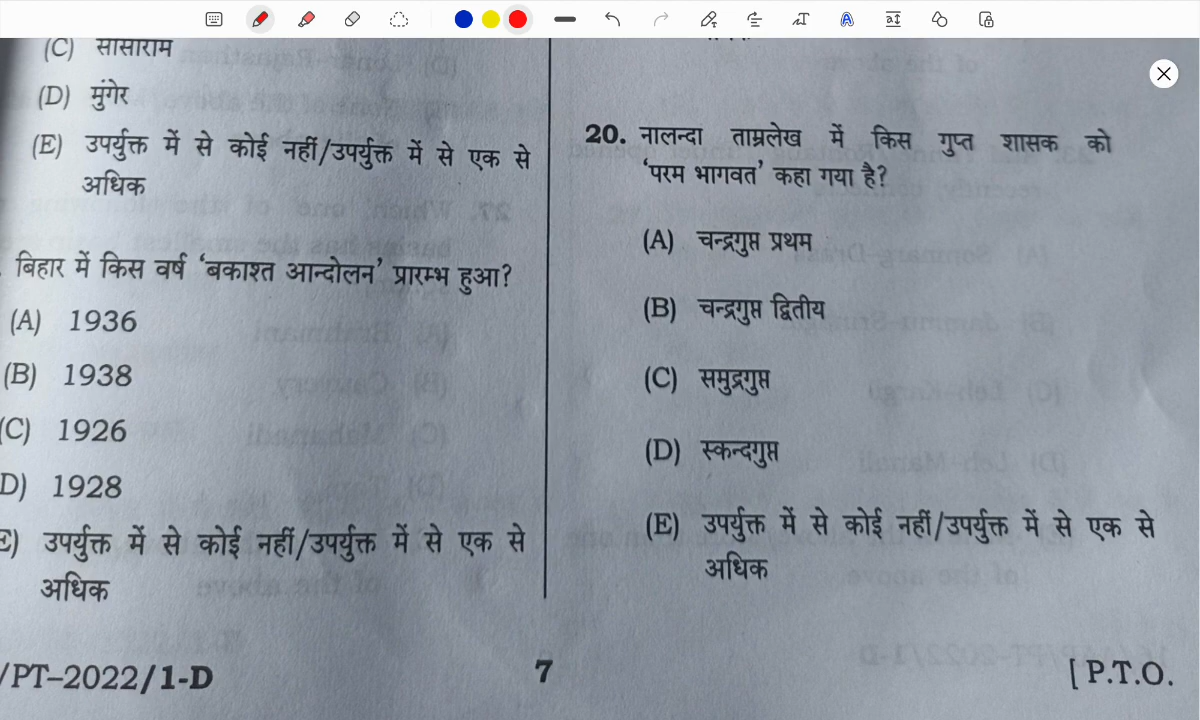 (C) सासाराम
(D) मुंगेर
(E) उपर्युक्त में से कोई नहीं/उपर्युक्त में से एक से
अधिक
बिहार में किस वर्ष ‘बकाश्त आन्दोलन’ प्रारम्भ हुआ?
(A) 1936
(B) 1938
(C) 1926
D) 1928
E) उपर्युक्त में से कोई नहीं/उपर्युक्त में से एक से
अधिक
20. नालन्दा ताम्रलेख में किस गुप्त शासक को
‘परम भागवत’ कहा गया है?
(A) चन्द्रगुप्त प्रथम
(B) चन्द्रगुप्त द्वितीय
(C) समुद्रगुप्त
(D) स्कन्दगुप्त
(E) उपर्युक्त में से कोई नहीं/उपर्युक्त में से एक से
अधिक
/PT–2022/1-D
7
[ P.T.O.